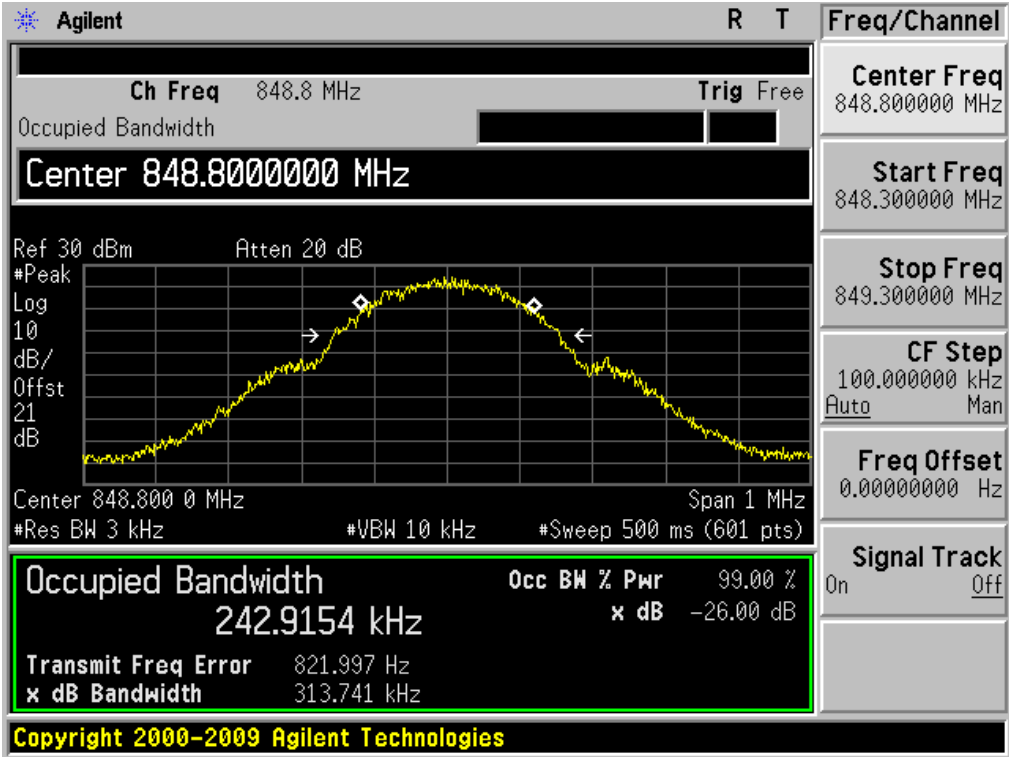 Agilent R T
Freq/Channel
Ch Freq 848.8 MHz Trig Free
Occupied Bandwidth
Center 848.8000000 MHz
Ref 30 dBm Atten 20 dB
#Peak
Log
10
dB/
Offst
21
dB
Center 848.800 0 MHz Span 1 MHz
#Res BW 3 kHz #VBW 10 kHz #Sweep 500 ms (601 pts)
Occupied Bandwidth
242.9154 kHz
Occ BW % Pwr 99.00 %
x dB -26.00 dB
Transmit Freq Error 821.997 Hz
x dB Bandwidth 313.741 kHz
Copyright 2000-2009 Agilent Technologies
Center Freq
848.800000 MHz
Start Freq
848.300000 MHz
Stop Freq
849.300000 MHz
CF Step
100.000000 kHz
Auto Man
Freq Offset
0.00000000 Hz
Signal Track
On Off